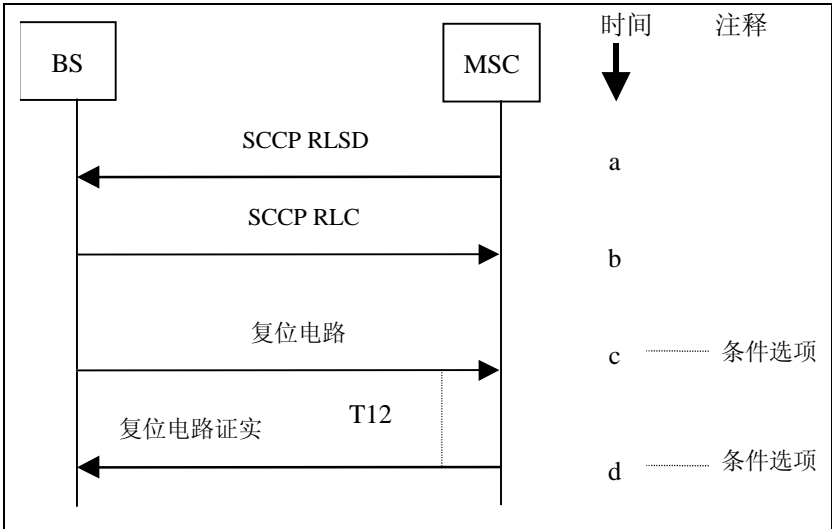 时间 注释
BS MSC
SCCP RLSD
a
SCCP RLC
b
复位电路
c 条件选项
T12
复位电路证实
d 条件选项